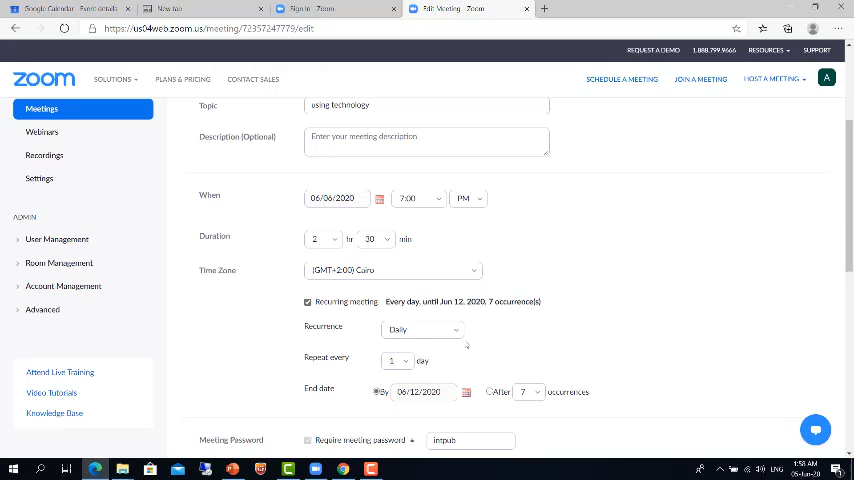 Google Calendar - Event details
New tab
Sign In - Zoom
Edit Meeting - Zoom
https://us04web.zoom.us/meeting/72357247779/edit
REQUEST A DEMO 1.888.799.9666 RESOURCES SUPPORT
zoom SOLUTIONS PLANS & PRICING CONTACT SALES SCHEDULE A MEETING JOIN A MEETING HOST A MEETING A
Meetings
Webinars
Recordings
Settings
ADMIN
User Management
Room Management
Account Management
Advanced
Attend Live Training
Video Tutorials
Knowledge Base
Topic using technology
Description (Optional) Enter your meeting description
When 06/06/2020 7:00 PM
Duration 2 hr 30 min
Time Zone (GMT+2:00) Cairo
Recurring meeting Every day, until Jun 12, 2020, 7 occurrence(s)
Recurrence Daily
Repeat every 1 day
End date By 06/12/2020 After 7 occurrences
Meeting Password Require meeting password intpub
ENG
1:58 AM
05-Jun-20